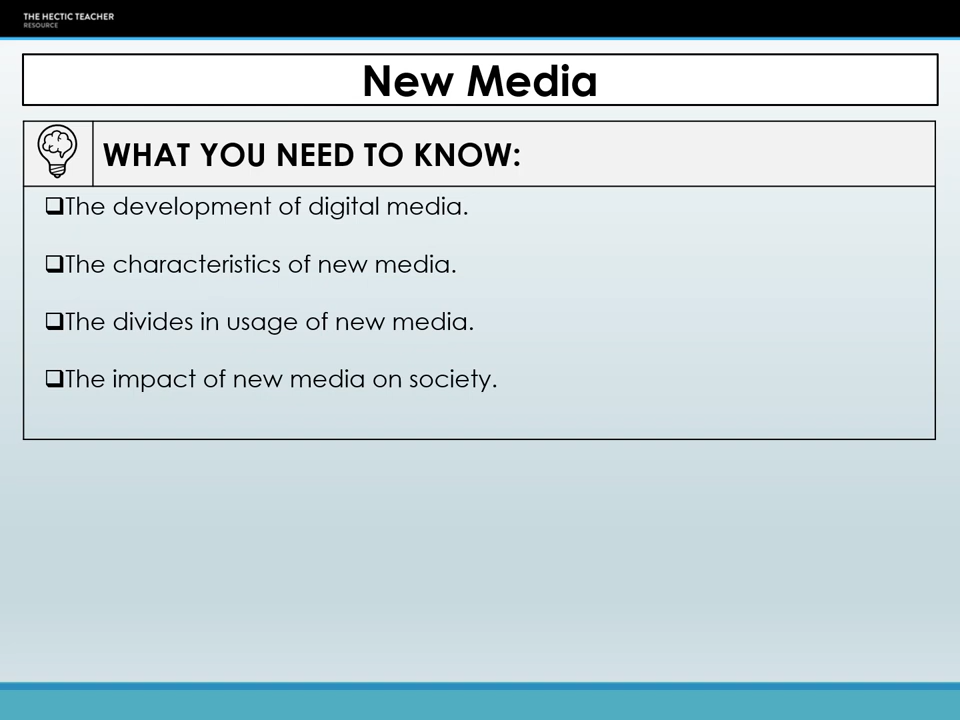 THE HECTIC TEACHER
RESOURCE
New Media
WHAT YOU NEED TO KNOW:
❑The development of digital media.
❑The characteristics of new media.
❑The divides in usage of new media.
❑The impact of new media on society.